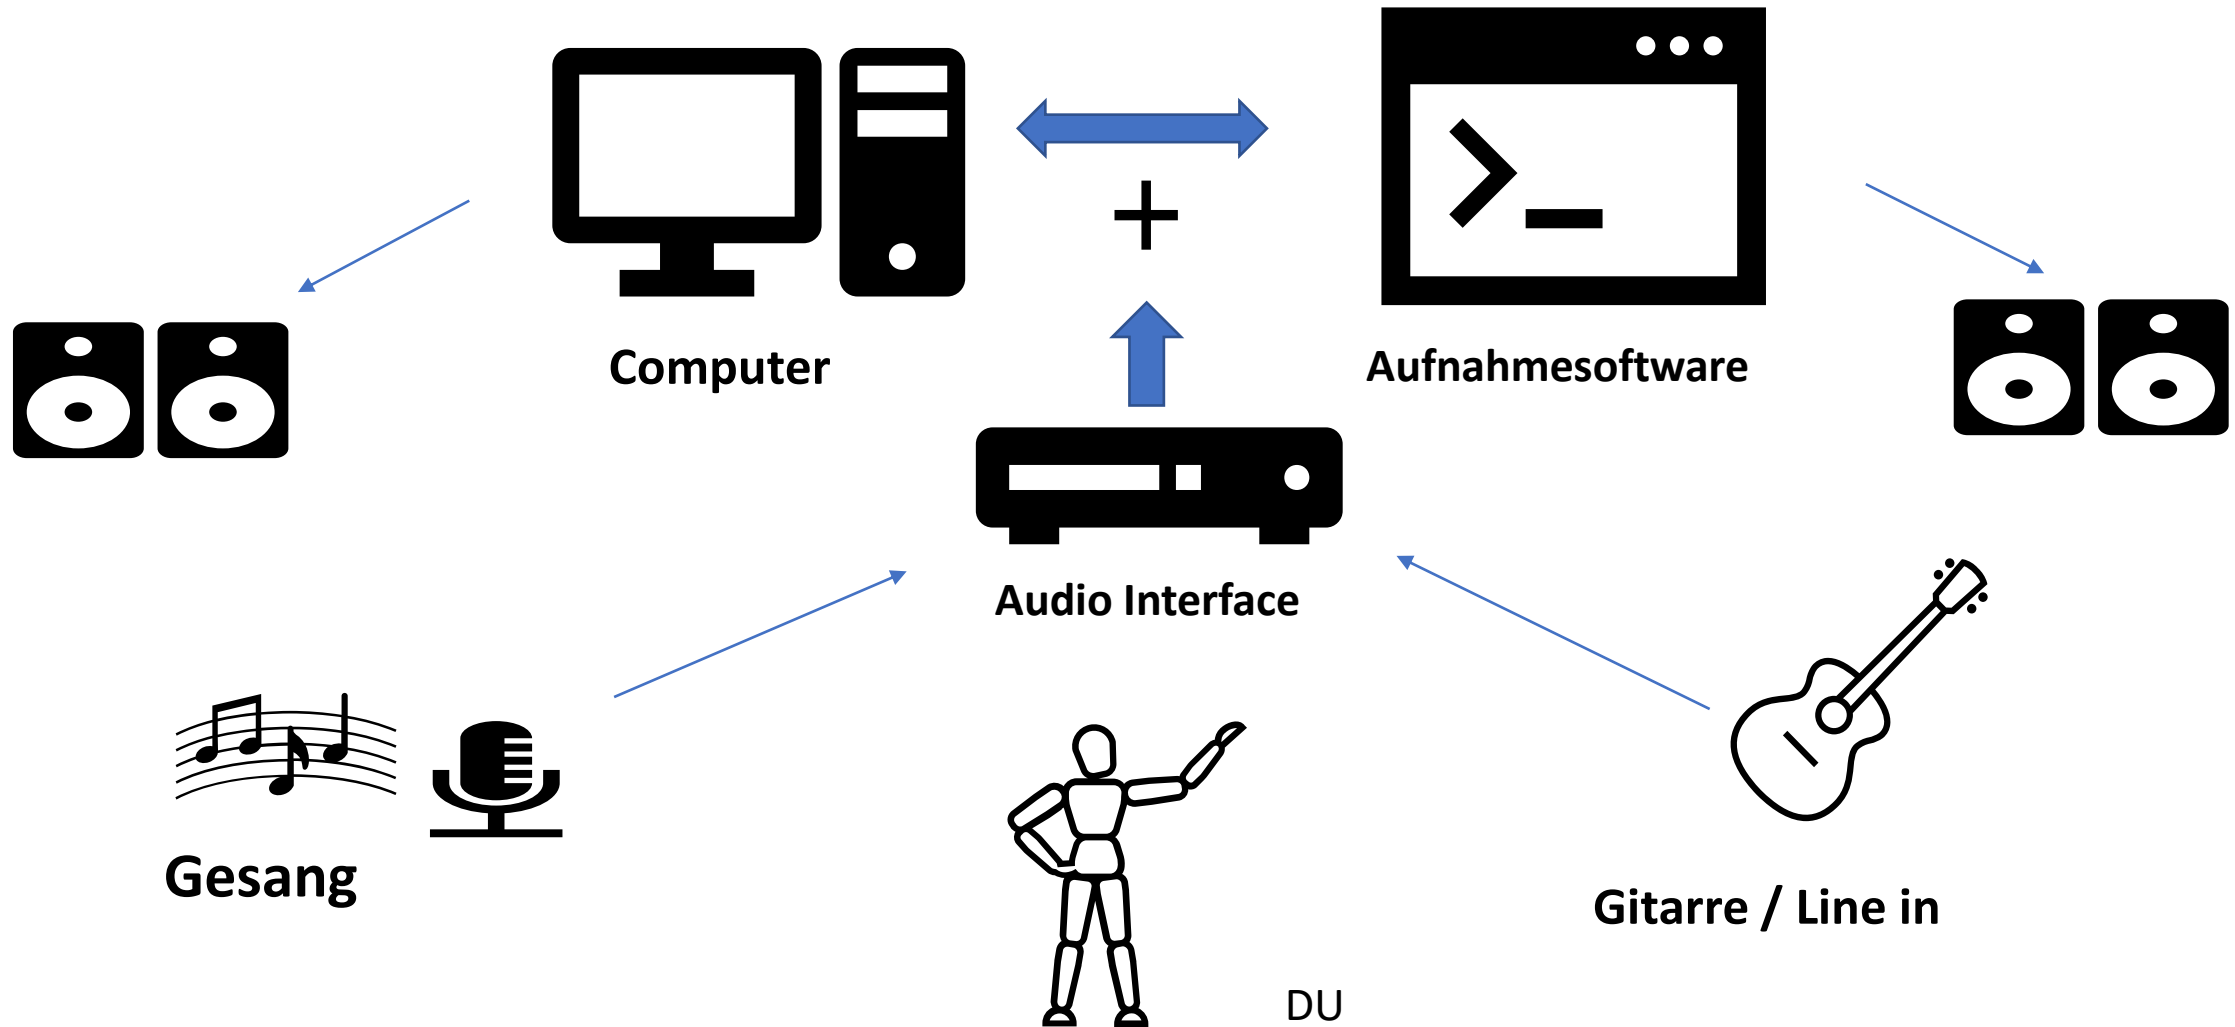 Computer
Aufnahmesoftware
Audio Interface
Gesang
Gitarre / Line in
DU